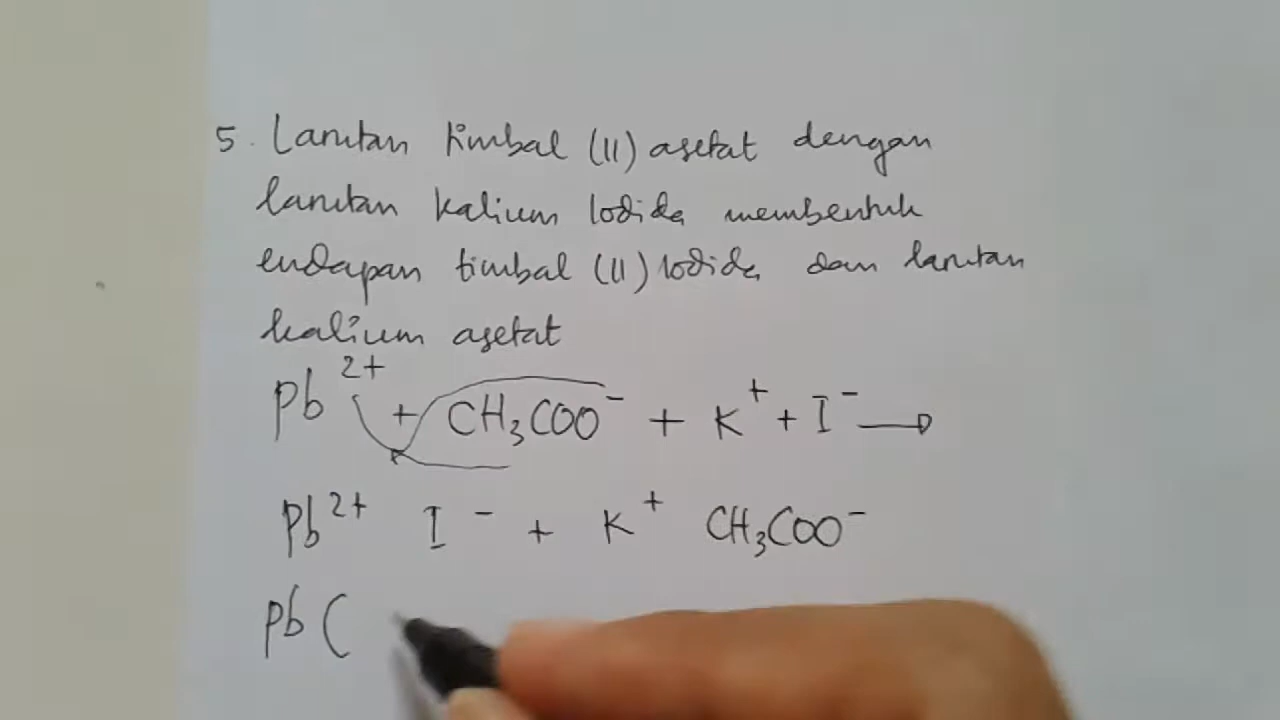 5. Larutan timbal (II) asetat dengan
larutan kalium Iodida membentuk
endapan timbal (II) Iodida dan larutan
kalium asetat
Pb²⁺ + CH₃COO⁻ + K⁺ + I⁻ →
Pb²⁺ I⁻ + K⁺ CH₃COO⁻
Pb (